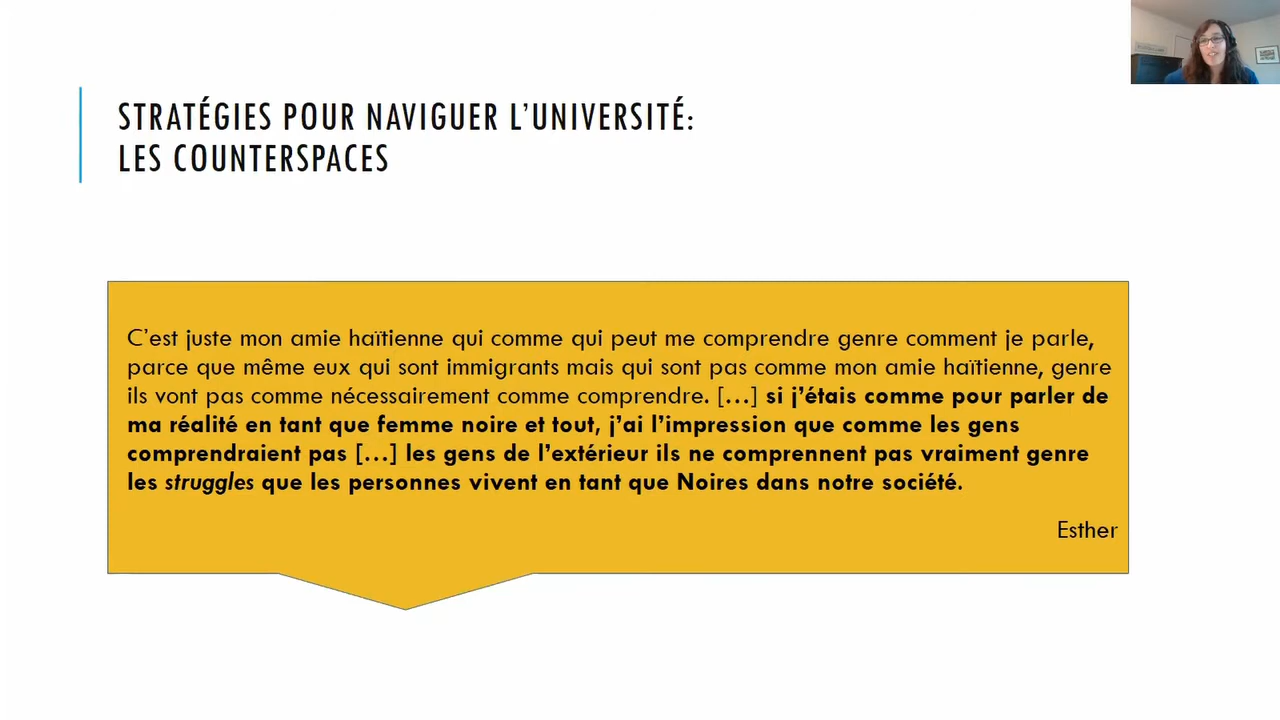 STRATÉGIES POUR NAVIGUER L'UNIVERSITÉ:
LES COUNTERSPACES
C'est juste mon amie haïtienne qui comme qui peut me comprendre genre comment je parle,
parce que même eux qui sont immigrants mais qui sont pas comme mon amie haïtienne, genre
ils vont pas comme nécessairement comme comprendre. […] si j'étais comme pour parler de
ma réalité en tant que femme noire et tout, j'ai l'impression que comme les gens
comprendraient pas […] les gens de l'extérieur ils ne comprennent pas vraiment genre
les struggles que les personnes vivent en tant que Noires dans notre société.
Esther